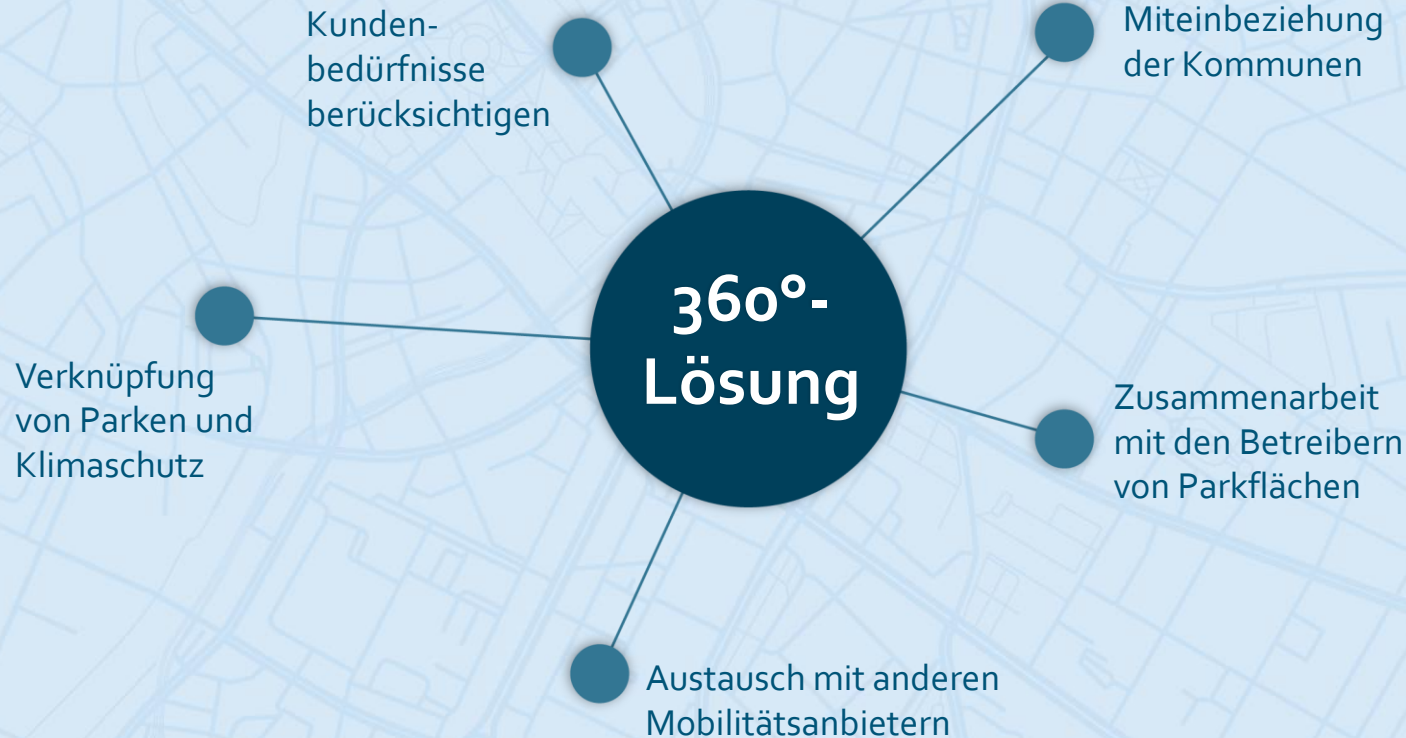 Kunden-
bedürfnisse
berücksichtigen
Miteinbeziehung
der Kommunen
360°-
Lösung
Verknüpfung
von Parken und
Klimaschutz
Zusammenarbeit
mit den Betreibern
von Parkflächen
Austausch mit anderen
Mobilitätsanbietern